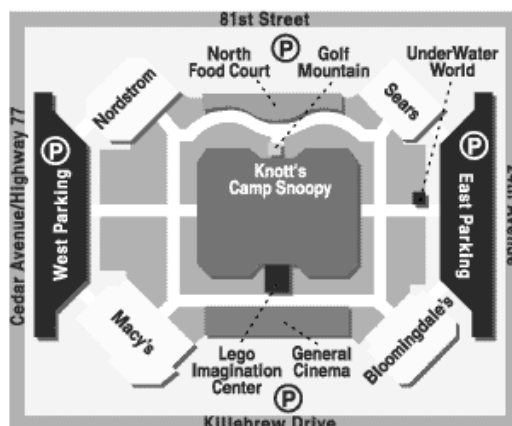 81st Street
P
North
Food Court
Golf
Mountain
UnderWater
World
Nordstrom
Sears
Cedar Avenue/Highway 77
P
West Parking
Knott's
Camp Snoopy
P
East Parking
Avenue
Macy's
Bloomingdale's
Lego
Imagination
Center
General
Cinema
P
Killebrew Drive